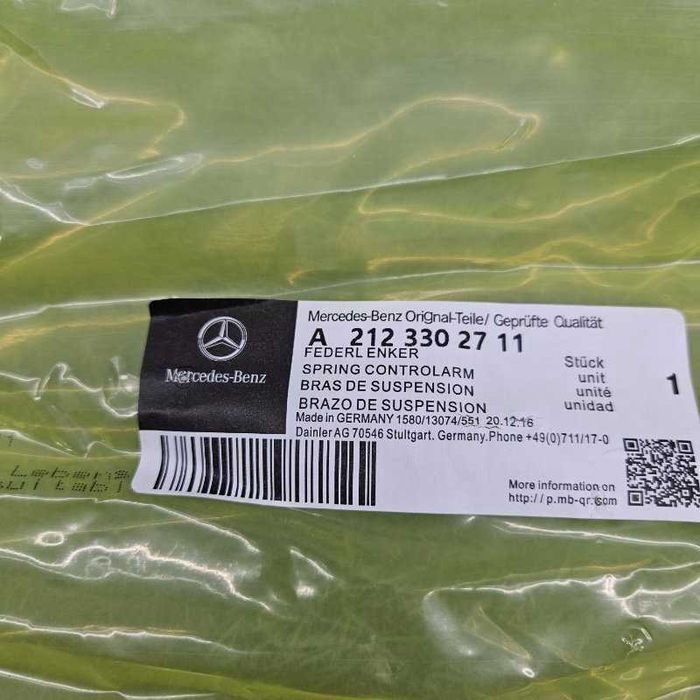 Mercedes-Benz
Mercedes-Benz Orignal-Teile/ Geprüfte Qualität
A 212 330 27 11
FEDERLENKER
SPRING CONTROLARM
BRAS DE SUSPENSION
BRAZO DE SUSPENSION
Stück
unit
unité
unidad
1
Made in GERMANY 1580/13074/551 20.12.16
Dainler AG 70546 Stuttgart. Germany.Phone +49(0)711/17-0
More information on
http:// p.mb-qr.com